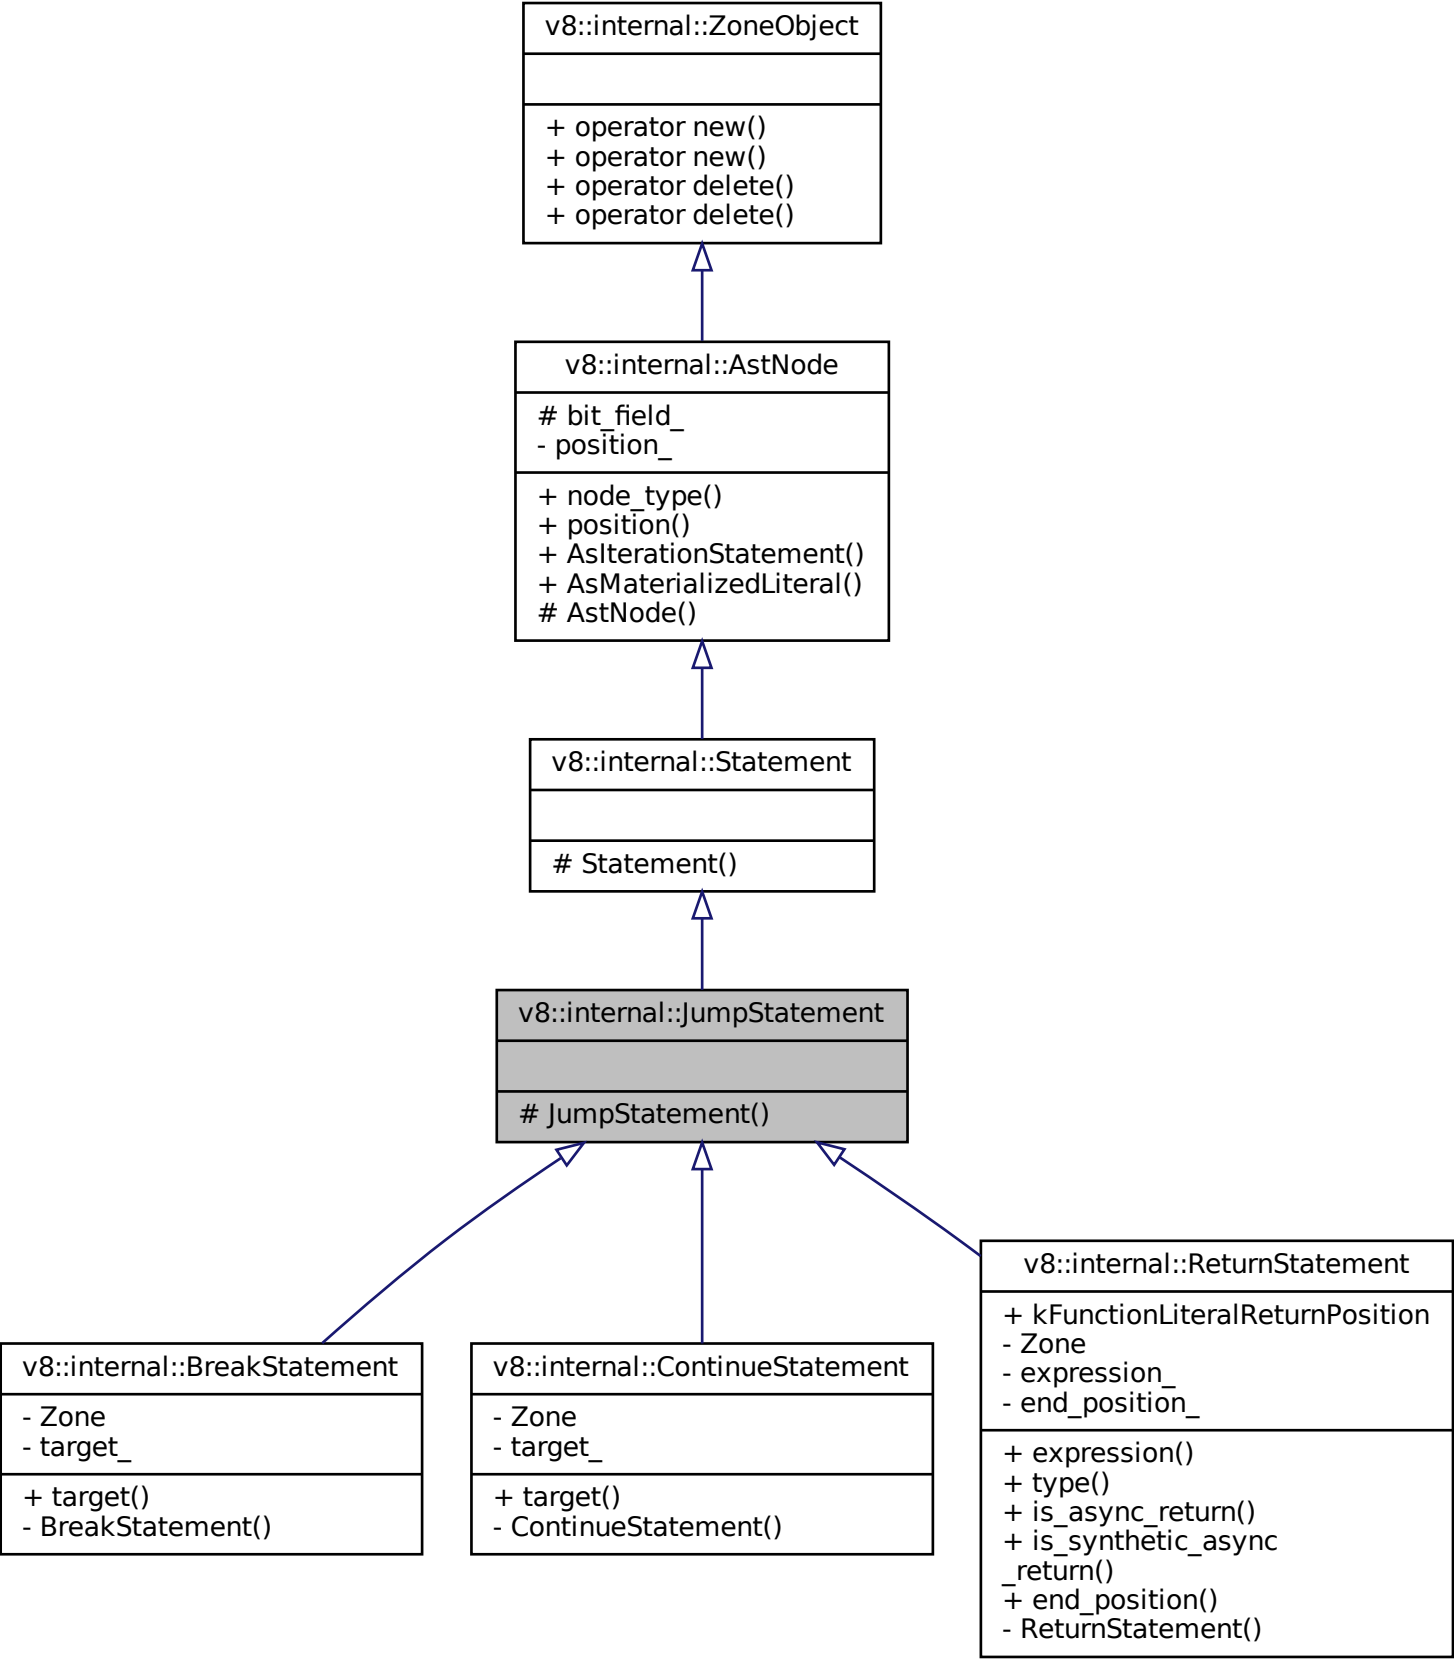 v8::internal::ZoneObject
+ operator new()
+ operator new()
+ operator delete()
+ operator delete()
v8::internal::AstNode
# bit_field_
- position_
+ node_type()
+ position()
+ AsIterationStatement()
+ AsMaterializedLiteral()
# AstNode()
v8::internal::Statement
# Statement()
v8::internal::JumpStatement
# JumpStatement()
v8::internal::BreakStatement
- Zone
- target_
+ target()
- BreakStatement()
v8::internal::ContinueStatement
- Zone
- target_
+ target()
- ContinueStatement()
v8::internal::ReturnStatement
+ kFunctionLiteralReturnPosition
- Zone
- expression_
- end_position_
+ expression()
+ type()
+ is_async_return()
+ is_synthetic_async
_return()
+ end_position()
- ReturnStatement()